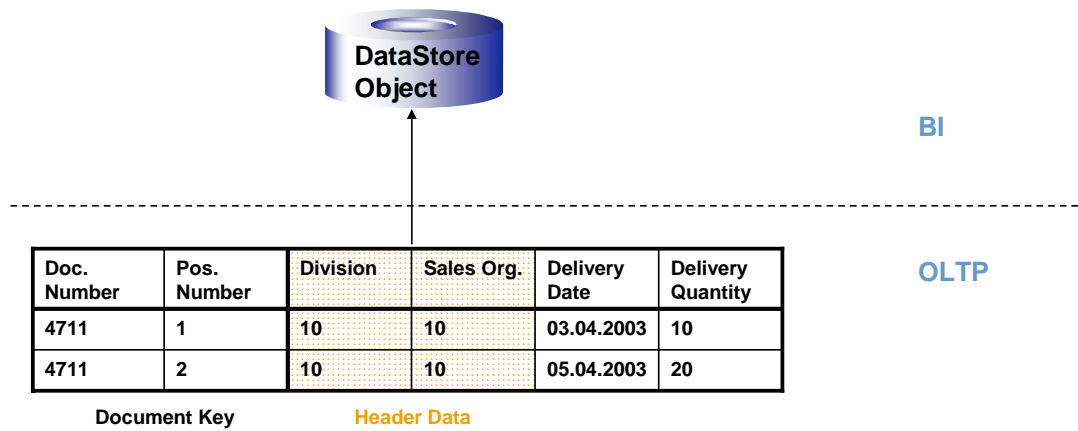 DataStore
Object
BI
OLTP
Doc.
Number
Pos.
Number
Division
Sales Org.
Delivery
Date
Delivery
Quantity
4711 1 10 10 03.04.2003 10
4711 2 10 10 05.04.2003 20
Document Key
Header Data